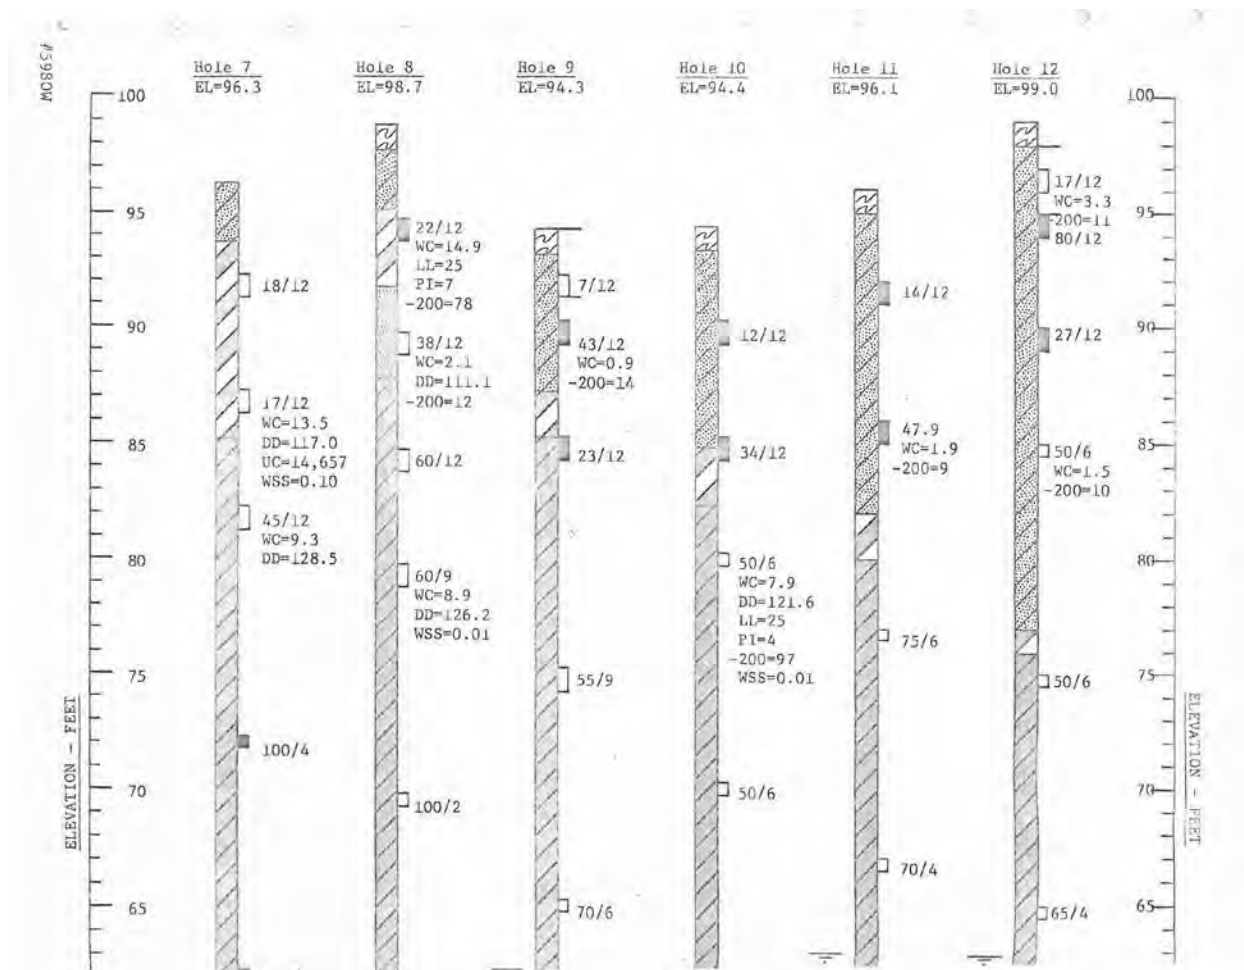 #5980M
Hole 7
EL=96.3
18/12
17/12
WC=13.5
DD=117.0
UC=14,657
WSS=0.10
45/12
WC=9.3
DD=128.5
100/4
Hole 8
EL=98.7
22/12
WC=14.9
LL=25
PI=7
-200=78
38/12
WC=2.1
DD=111.1
-200=12
60/12
60/9
WC=8.9
DD=126.2
WSS=0.01
100/2
Hole 9
EL=94.3
7/12
43/12
WC=0.9
-200=14
23/12
55/9
70/6
Hole 10
EL=94.4
12/12
34/12
50/6
WC=7.9
DD=121.6
LL=25
PI=4
-200=97
WSS=0.01
50/6
Hole 11
EL=96.1
14/12
47.9
WC=1.9
-200=9
75/6
70/4
Hole 12
EL=99.0
17/12
WC=3.3
-200=11
80/12
27/12
50/6
WC=1.5
-200=10
50/6
65/4
100
95
90
85
80
75
70
65
ELEVATION - FEET
100
95
90
85
80
75
70
65
ELEVATION - FEET